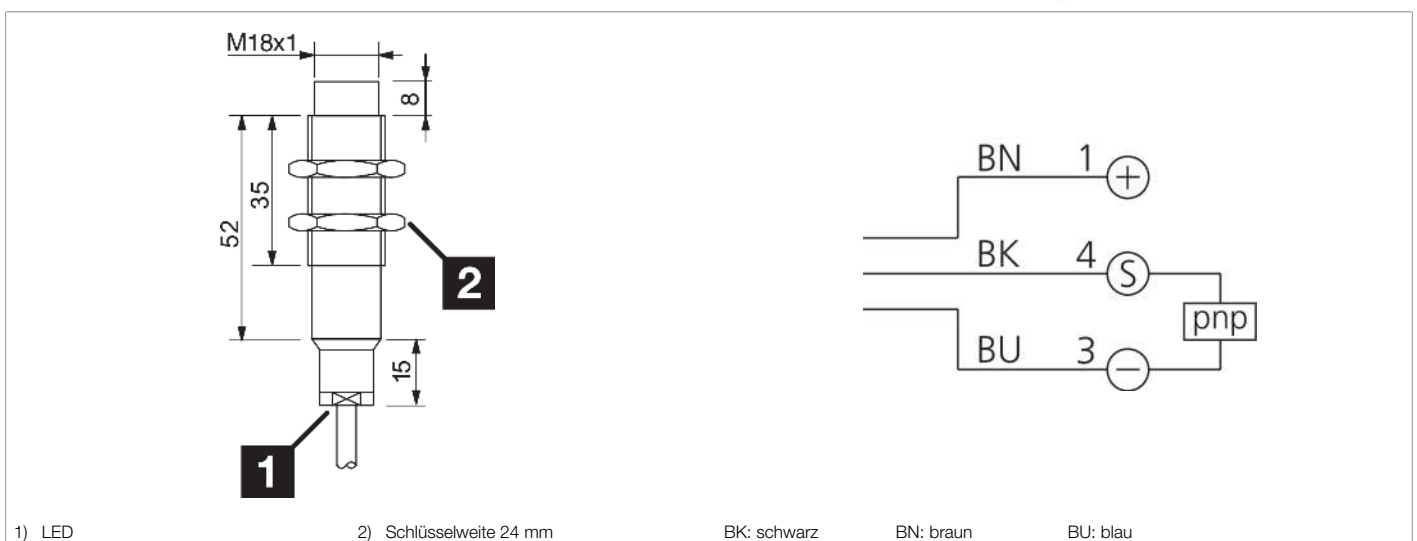 M18x1
8
52
35
2
15
1
BN 1 +
BK 4 S
pnp
BU 3 −
1) LED 2) Schlüsselweite 24 mm BK: schwarz BN: braun BU: blau